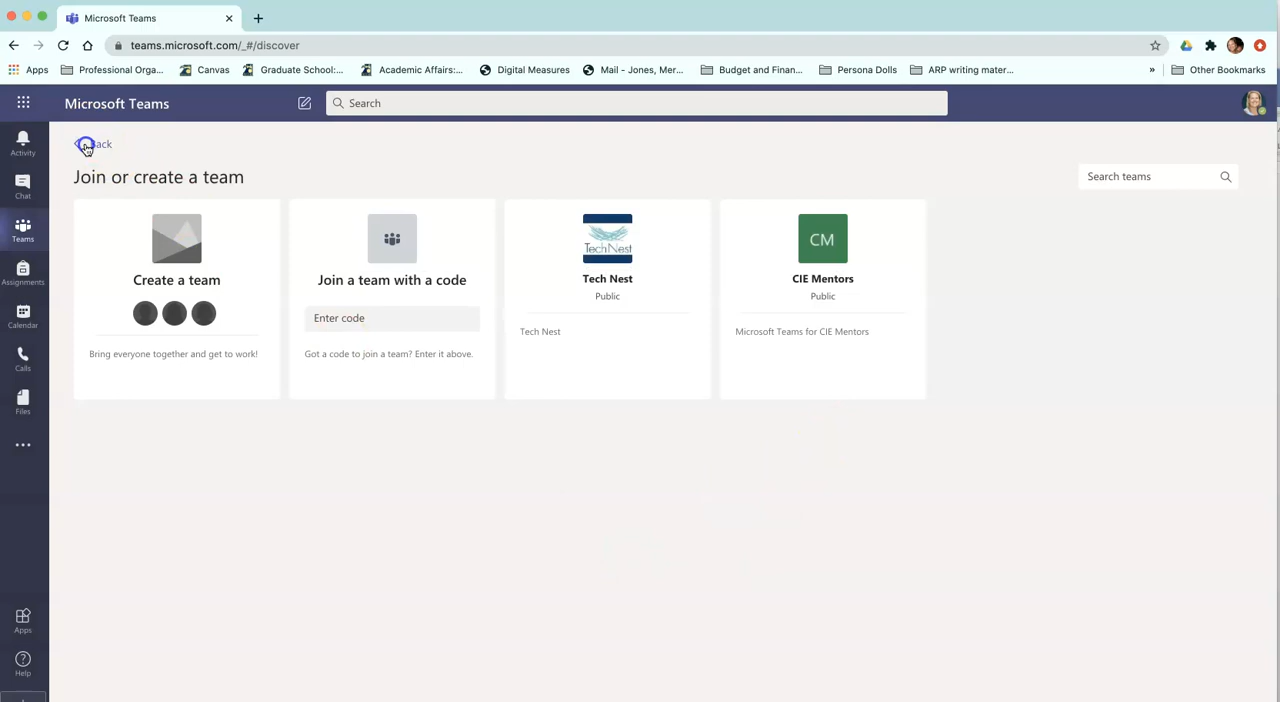 Microsoft Teams
teams.microsoft.com/_#/discover
Apps
Professional Orga...
Canvas
Graduate School:...
Academic Affairs:...
Digital Measures
Mail - Jones, Mer...
Budget and Finan...
Persona Dolls
ARP writing mater...
»
Other Bookmarks
Microsoft Teams
Search
Activity
Chat
Teams
Assignments
Calendar
Calls
Files
Apps
Help
Join or create a team
Search teams
Create a team
Bring everyone together and get to work!
Join a team with a code
Enter code
Got a code to join a team? Enter it above.
TechNest
Tech Nest
Public
Tech Nest
CM
CIE Mentors
Public
Microsoft Teams for CIE Mentors